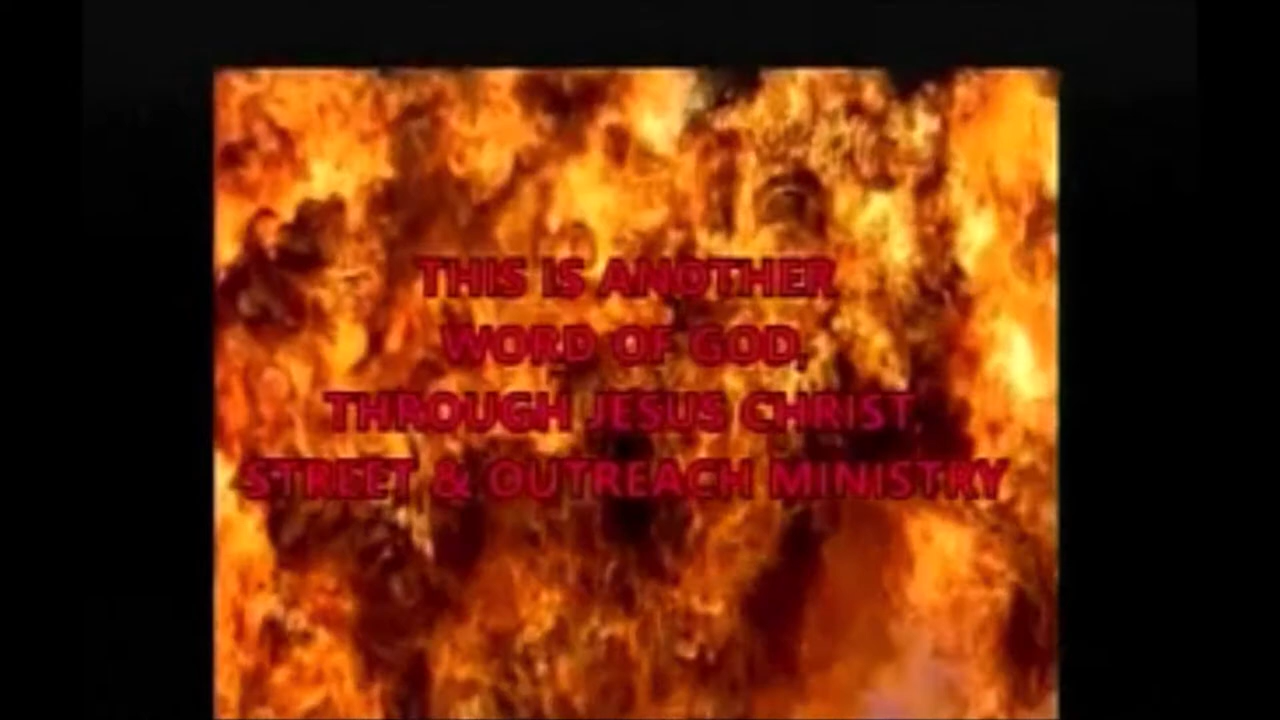 THIS IS ANOTHER
WORD OF GOD,
THROUGH JESUS CHRIST,
STREET & OUTREACH MINISTRY